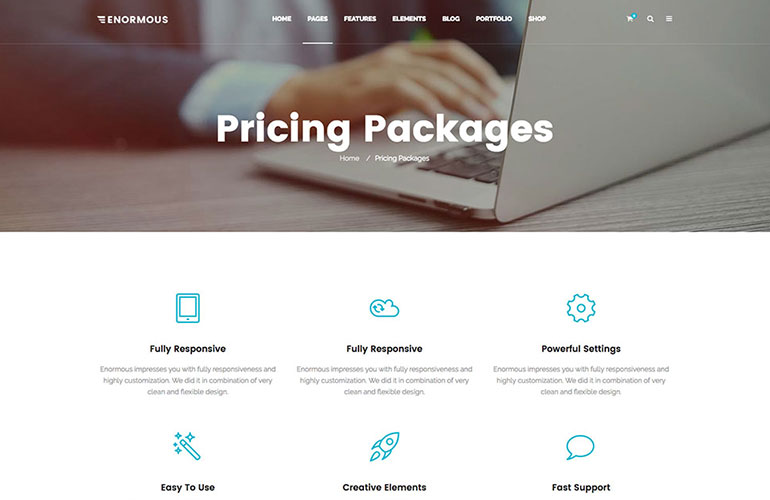 ENORMOUS
HOME PAGES FEATURES ELEMENTS BLOG PORTFOLIO SHOP
Pricing Packages
Home / Pricing Packages
Fully Responsive
Enormous impresses you with fully responsiveness and
highly customization. We did it in combination of very
clean and flexible design.
Fully Responsive
Enormous impresses you with fully responsiveness and
highly customization. We did it in combination of very
clean and flexible design.
Powerful Settings
Enormous impresses you with fully responsiveness and
highly customization. We did it in combination of very
clean and flexible design.
Easy To Use
Creative Elements
Fast Support